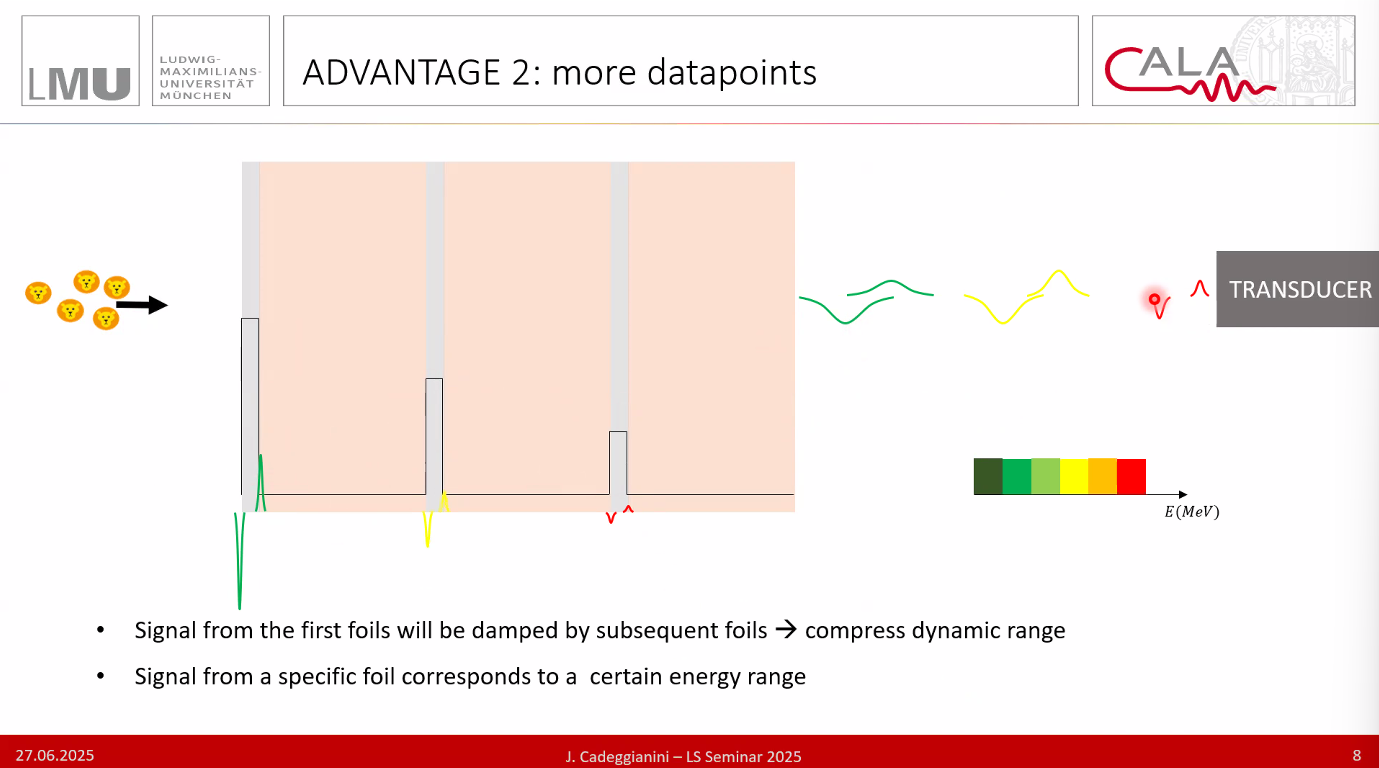 LMU
LUDWIG-
MAXIMILIANS-
UNIVERSITÄT
MÜNCHEN
ADVANTAGE 2: more datapoints
CALA
TRANSDUCER
E(MeV)
• Signal from the first foils will be damped by subsequent foils → compress dynamic range
• Signal from a specific foil corresponds to a  certain energy range
27.06.2025
J. Cadeggianini – LS Seminar 2025
8